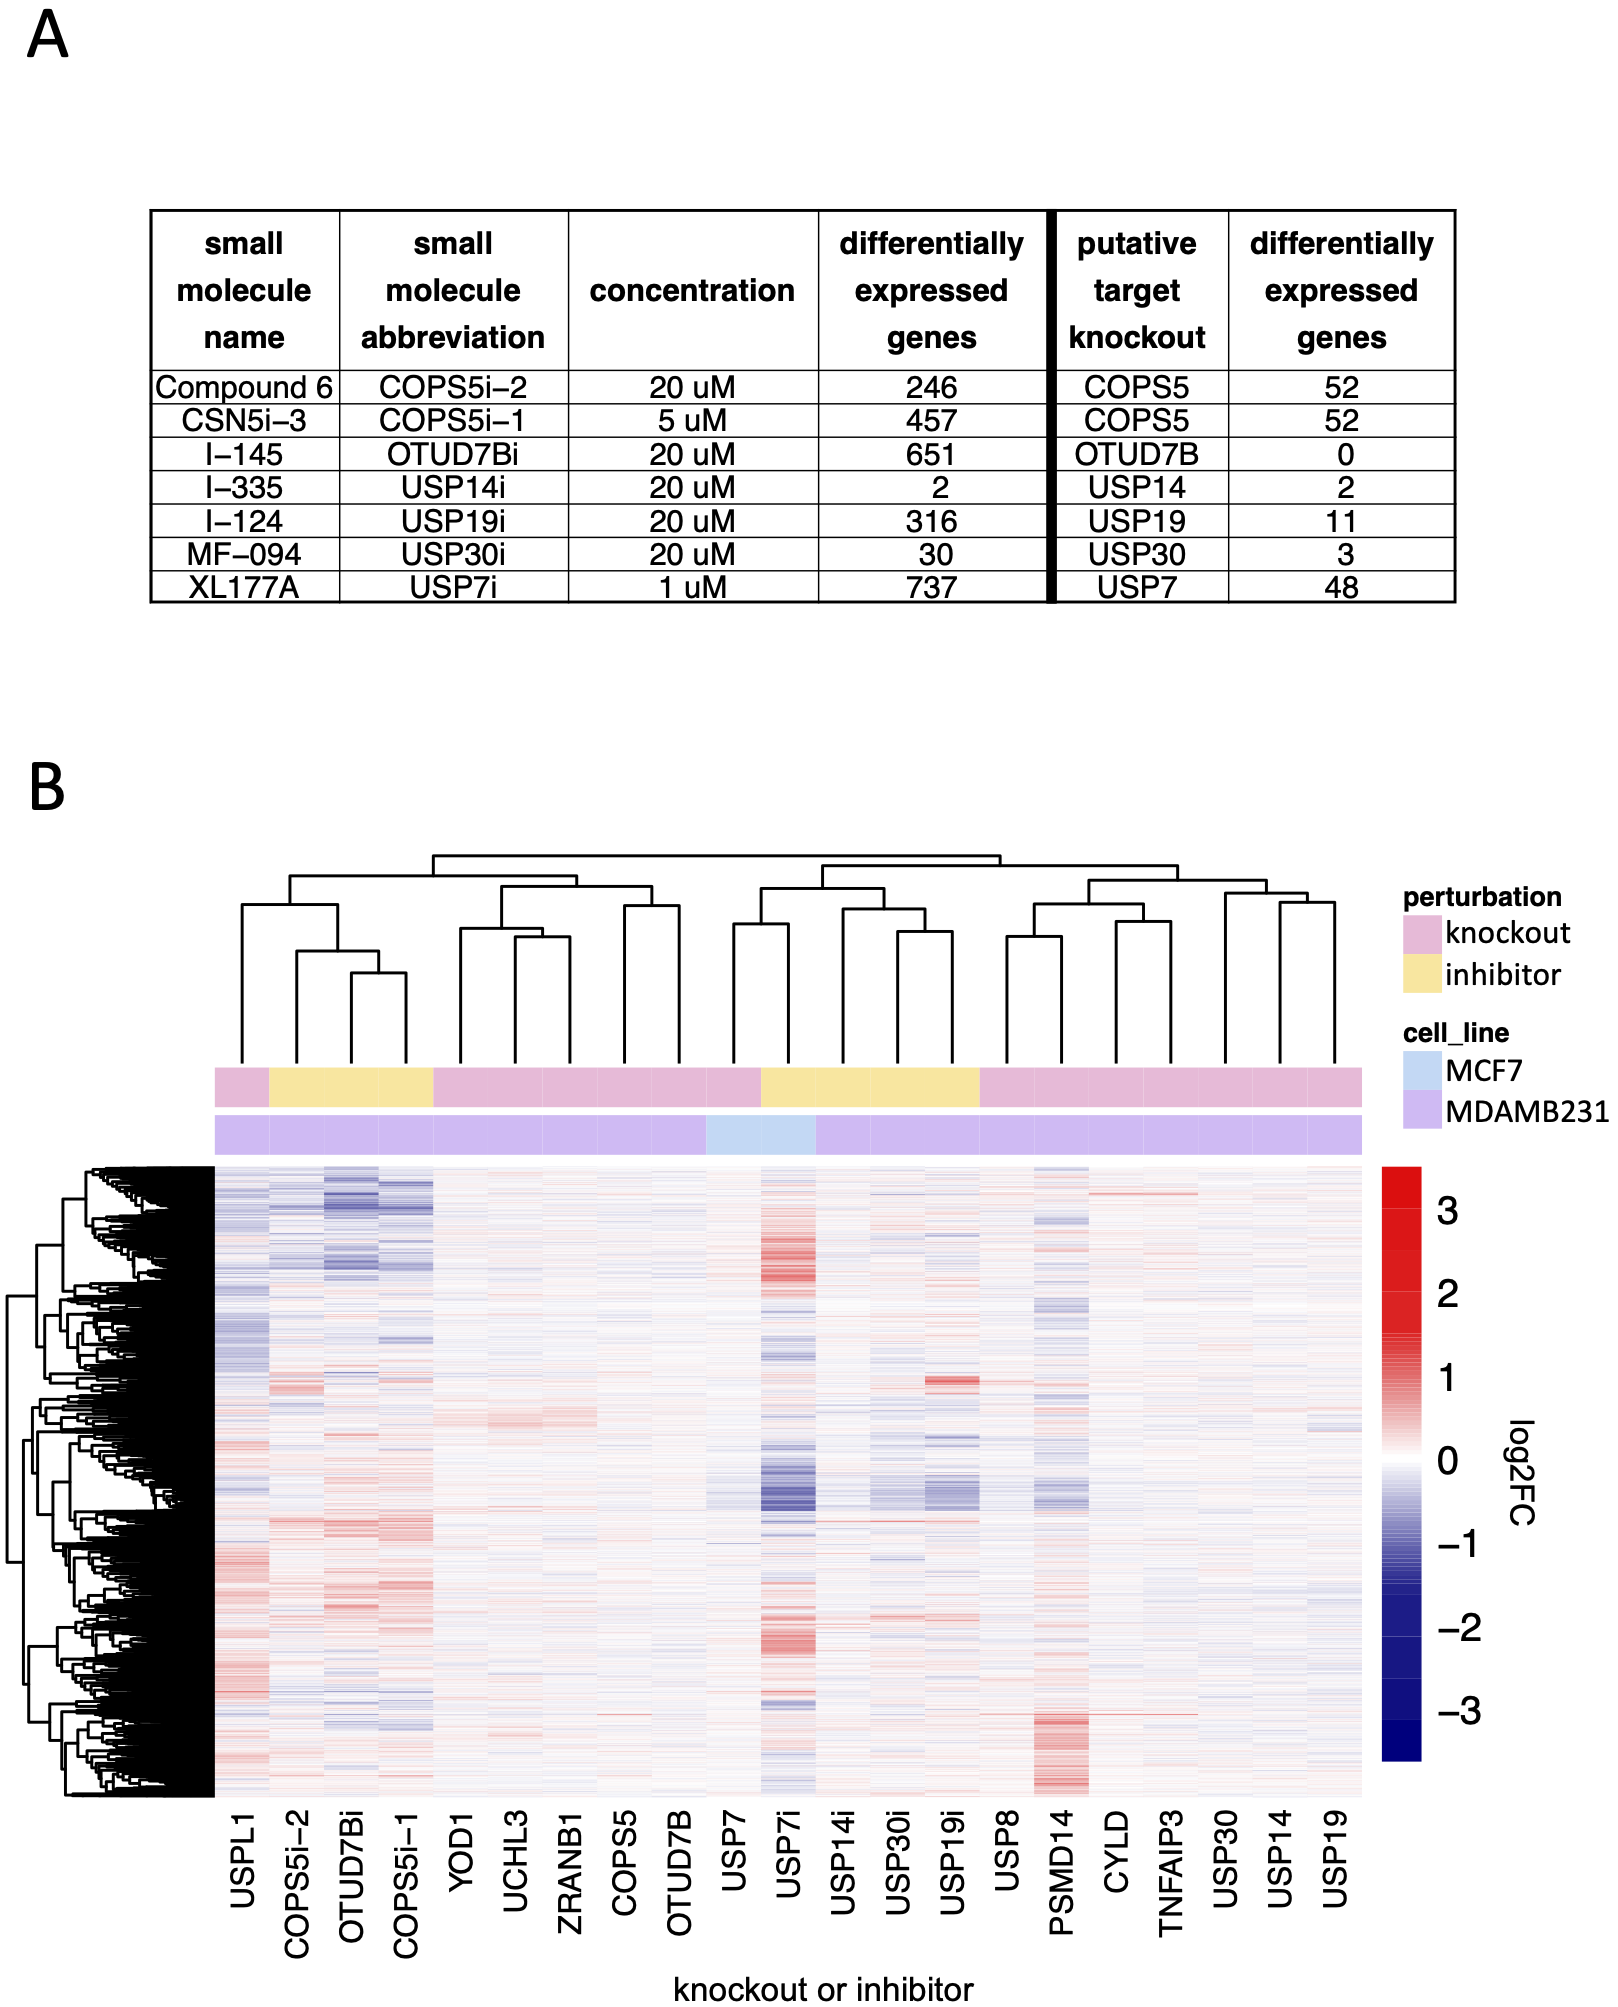 A
small molecule name
small molecule abbreviation
concentration
differentially expressed genes
putative target knockout
differentially expressed genes
Compound 6 COPS5i−2 20 uM 246 COPS5 52
CSN5i−3 COPS5i−1 5 uM 457 COPS5 52
I−145 OTUD7Bi 20 uM 651 OTUD7B 0
I−335 USP14i 20 uM 2 USP14 2
I−124 USP19i 20 uM 316 USP19 11
MF−094 USP30i 20 uM 30 USP30 3
XL177A USP7i 1 uM 737 USP7 48
B
perturbation
knockout
inhibitor
cell_line
MCF7
MDAMB231
3
2
1
0
−1
−2
−3
log2FC
USPL1
COPS5i−2
OTUD7Bi
COPS5i−1
YOD1
UCHL3
ZRANB1
COPS5
OTUD7B
USP7
USP7i
USP14i
USP30i
USP19i
USP8
PSMD14
CYLD
TNFAIP3
USP30
USP14
USP19
knockout or inhibitor